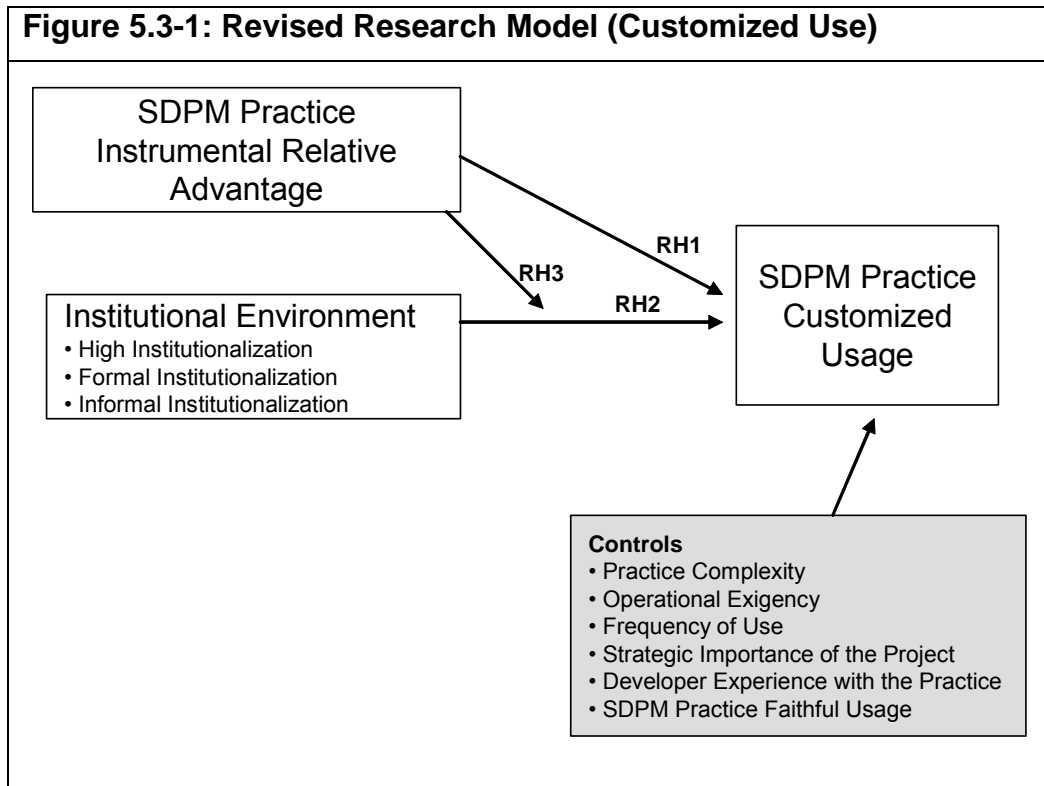 Figure 5.3-1: Revised Research Model (Customized Use)
SDPM Practice
Instrumental Relative
Advantage
RH1
RH3
RH2
Institutional Environment
• High Institutionalization
• Formal Institutionalization
• Informal Institutionalization
SDPM Practice
Customized
Usage
Controls
• Practice Complexity
• Operational Exigency
• Frequency of Use
• Strategic Importance of the Project
• Developer Experience with the Practice
• SDPM Practice Faithful Usage